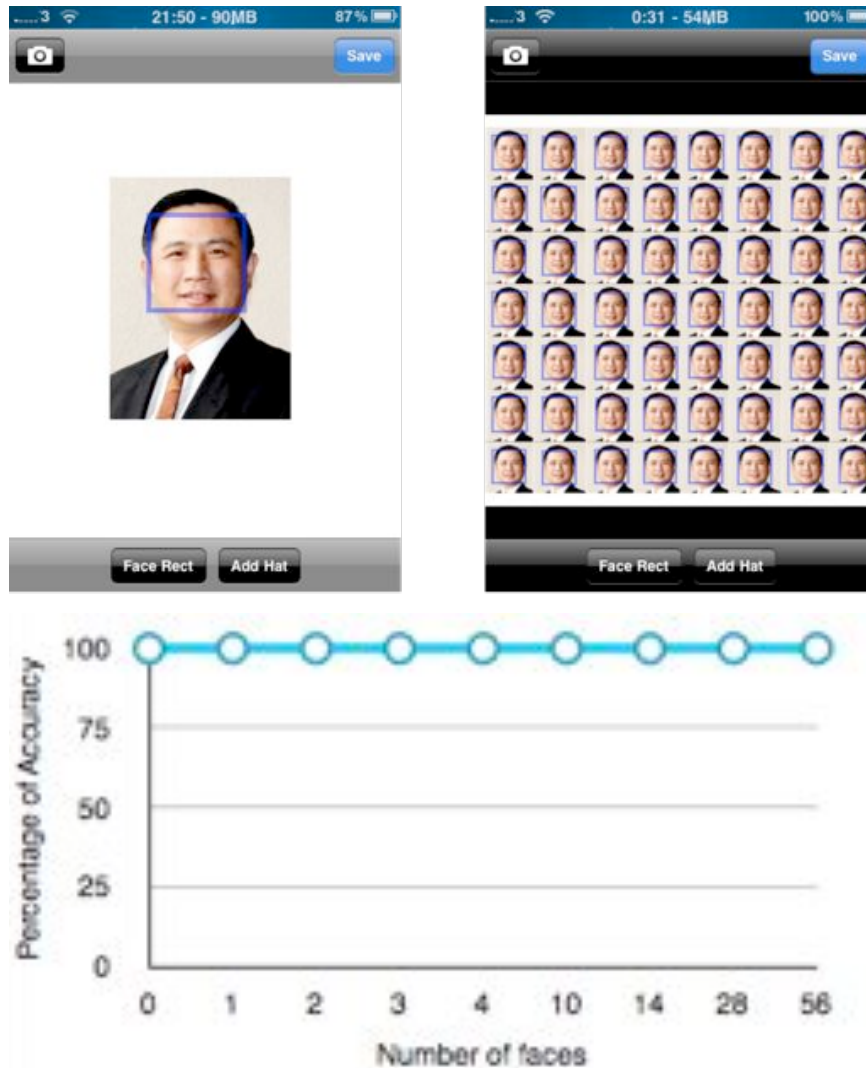 3 21:50 - 90MB 87%
Save
Face Rect Add Hat
3 0:31 - 54MB 100%
Save
Face Rect Add Hat
Percentage of Accuracy
100
75
50
25
0
0 1 2 3 4 10 14 28 56
Number of faces